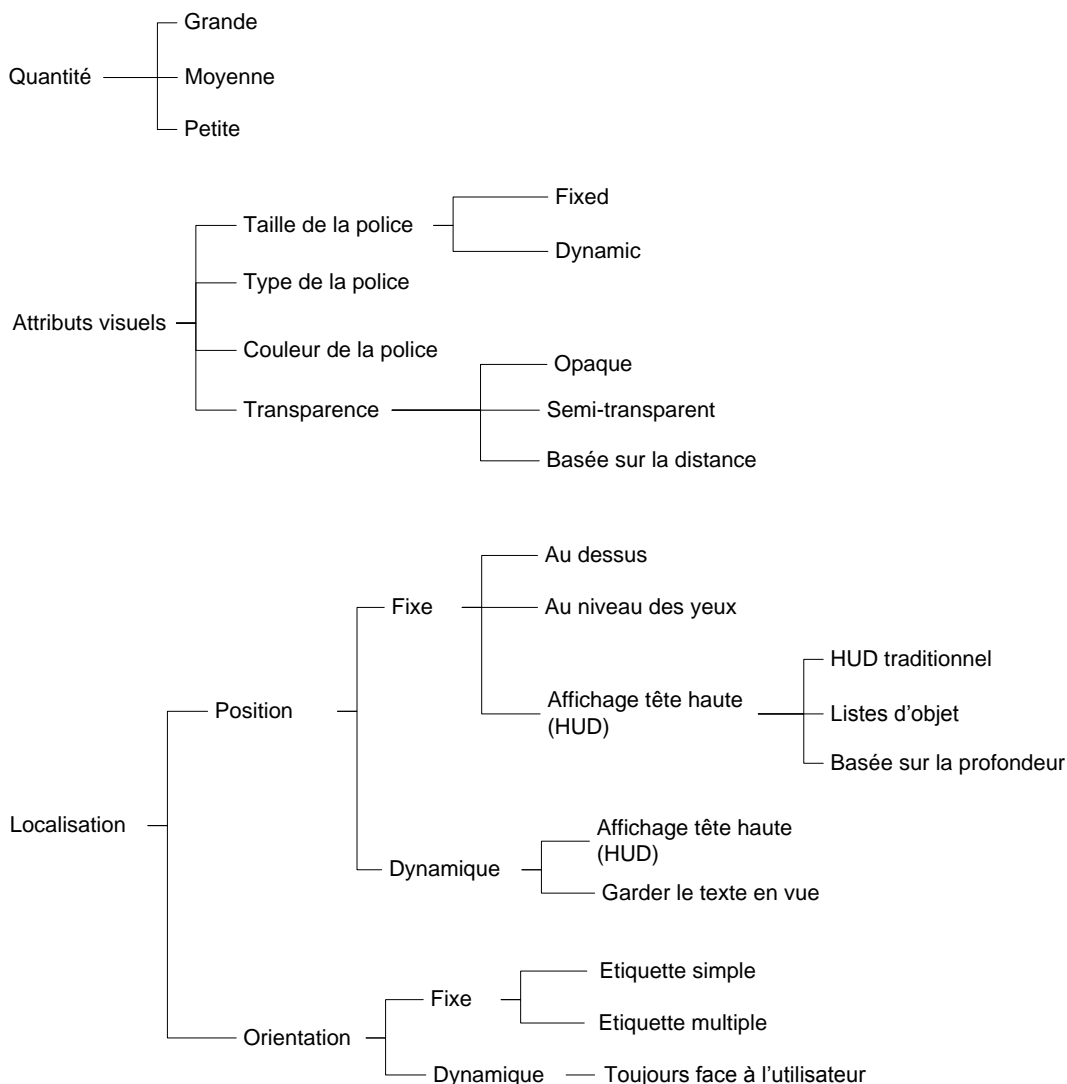 Grande
Quantité
Moyenne
Petite
Fixed
Taille de la police
Dynamic
Type de la police
Attributs visuels
Couleur de la police
Opaque
Transparence
Semi-transparent
Basée sur la distance
Au dessus
Fixe
Au niveau des yeux
HUD traditionnel
Position
Affichage tête haute
(HUD)
Listes d'objet
Basée sur la profondeur
Localisation
Affichage tête haute
(HUD)
Dynamique
Garder le texte en vue
Etiquette simple
Fixe
Etiquette multiple
Orientation
Dynamique
Toujours face à l'utilisateur